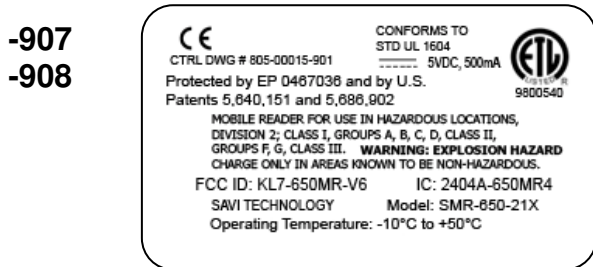 -907
-908
CE
CTRL DWG # 805-00015-901
CONFORMS TO
STD UL 1604
5VDC, 500mA
ETL
LISTED
R
9800540
Protected by EP 0467036 and by U.S.
Patents 5,640,151 and 5,686,902
MOBILE READER FOR USE IN HAZARDOUS LOCATIONS,
DIVISION 2; CLASS I, GROUPS A, B, C, D, CLASS II,
GROUPS F, G, CLASS III. WARNING: EXPLOSION HAZARD
CHARGE ONLY IN AREAS KNOWN TO BE NON-HAZARDOUS.
FCC ID: KL7-650MR-V6 IC: 2404A-650MR4
SAVI TECHNOLOGY Model: SMR-650-21X
Operating Temperature: -10°C to +50°C